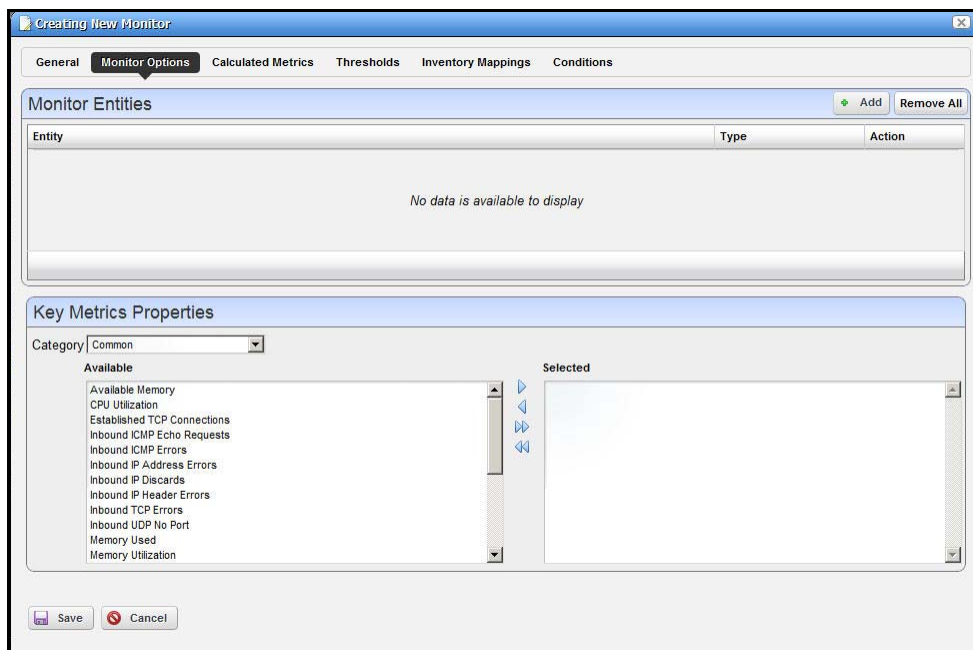 Creating New Monitor
General Monitor Options Calculated Metrics Thresholds Inventory Mappings Conditions
Monitor Entities
Add Remove All
Entity Type Action
No data is available to display
Key Metrics Properties
Category Common
Available Selected
Available Memory
CPU Utilization
Established TCP Connections
Inbound ICMP Echo Requests
Inbound ICMP Errors
Inbound IP Address Errors
Inbound IP Discards
Inbound IP Header Errors
Inbound TCP Errors
Inbound UDP No Port
Memory Used
Memory Utilization
Save Cancel